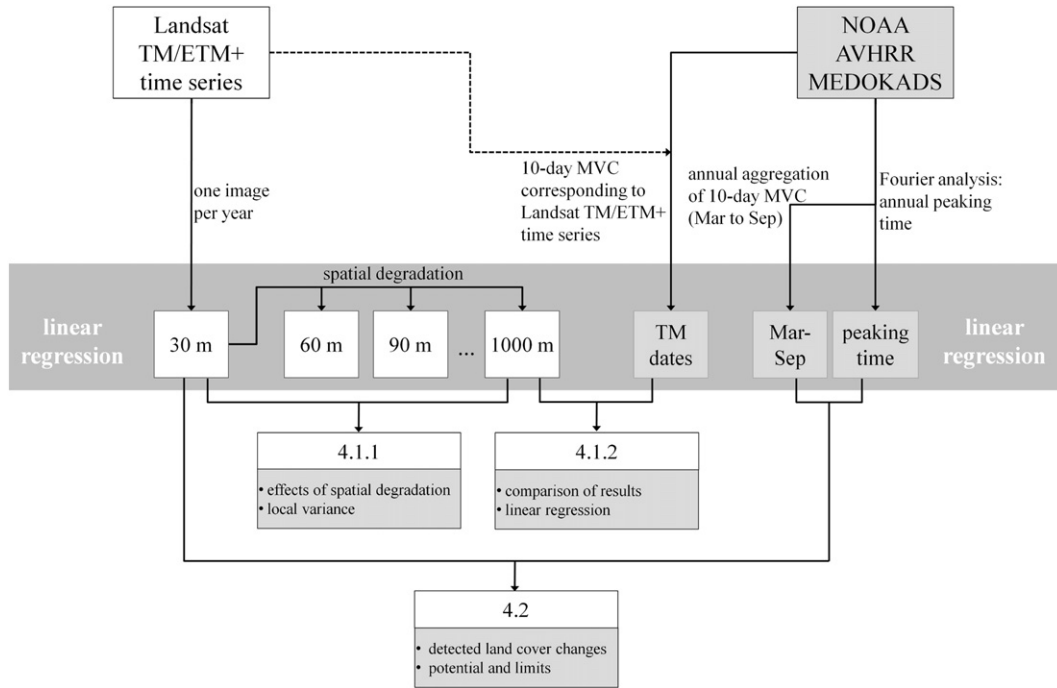 Landsat
TM/ETM+
time series
NOAA
AVHRR
MEDOKADS
one image
per year
10-day MVC
corresponding to
Landsat TM/ETM+
time series
annual aggregation
of 10-day MVC
(Mar to Sep)
Fourier analysis:
annual peaking
time
spatial degradation
linear
regression
30 m
60 m
90 m
...
1000 m
TM
dates
Mar-
Sep
peaking
time
linear
regression
4.1.1
• effects of spatial degradation
• local variance
4.1.2
• comparison of results
• linear regression
4.2
• detected land cover changes
• potential and limits